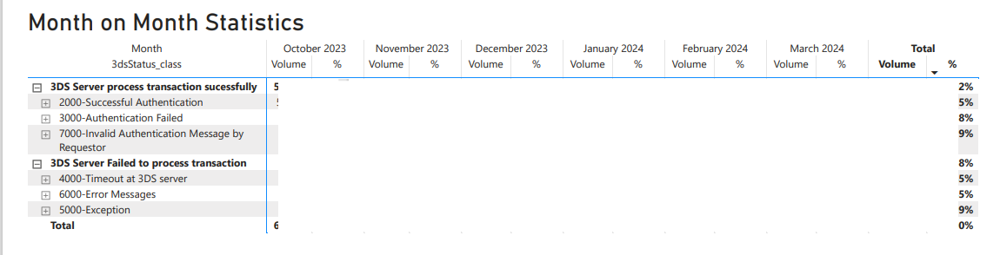 Month on Month Statistics
Month October 2023 November 2023 December 2023 January 2024 February 2024 March 2024 Total
3dsStatus_class Volume % Volume % Volume % Volume % Volume % Volume % Volume %
3DS Server process transaction sucessfully 5 2%
2000-Successful Authentication 5%
3000-Authentication Failed 8%
7000-Invalid Authentication Message by 9%
Requestor
3DS Server Failed to process transaction 8%
4000-Timeout at 3DS server 5%
6000-Error Messages 5%
5000-Exception 9%
Total 6 0%